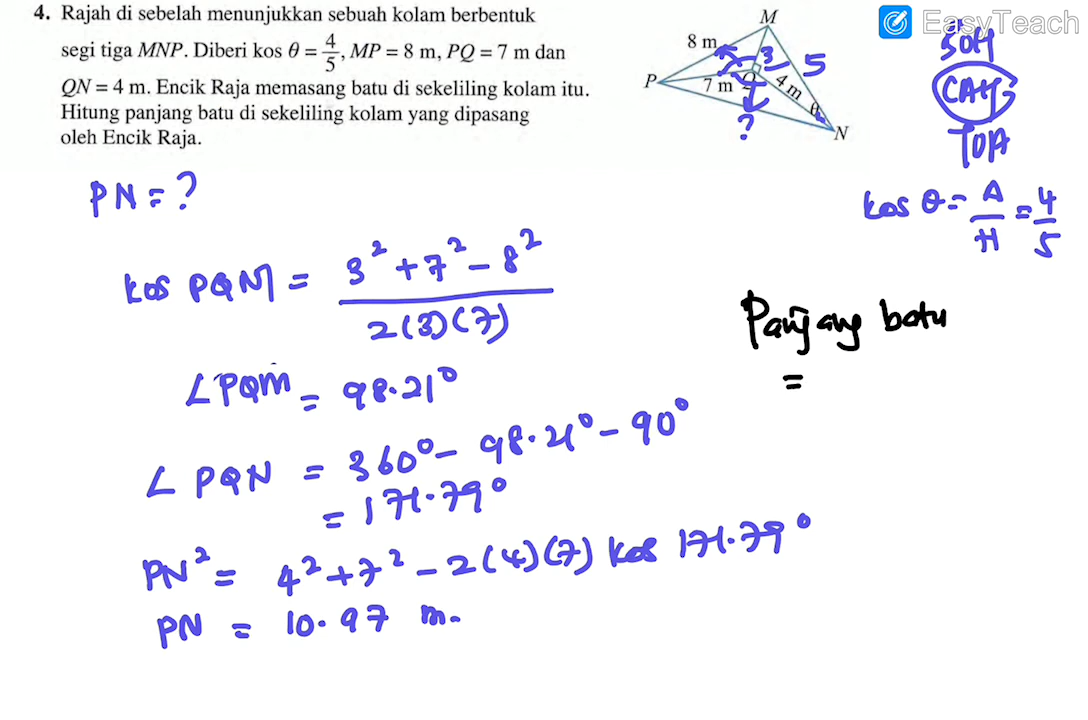 4. Rajah di sebelah menunjukkan sebuah kolam berbentuk
segi tiga MNP. Diberi kos θ = 4/5, MP = 8 m, PQ = 7 m dan
QN = 4 m. Encik Raja memasang batu di sekeliling kolam itu.
Hitung panjang batu di sekeliling kolam yang dipasang
oleh Encik Raja.
M
8 m
3
5
P
7 m
Q
4 m
θ
?
N
EasyTeach
SOH
CAH
TOA
kos θ = A/H = 4/5
PN = ?
kos PQM = 3² + 7² - 8² / 2(3)(7)
∠PQM = 98.21°
∠PQN = 360° - 98.21° - 90°
= 171.79°
PN² = 4² + 7² - 2(4)(7) kos 171.79°
PN = 10.97 m.
Panjang batu
=